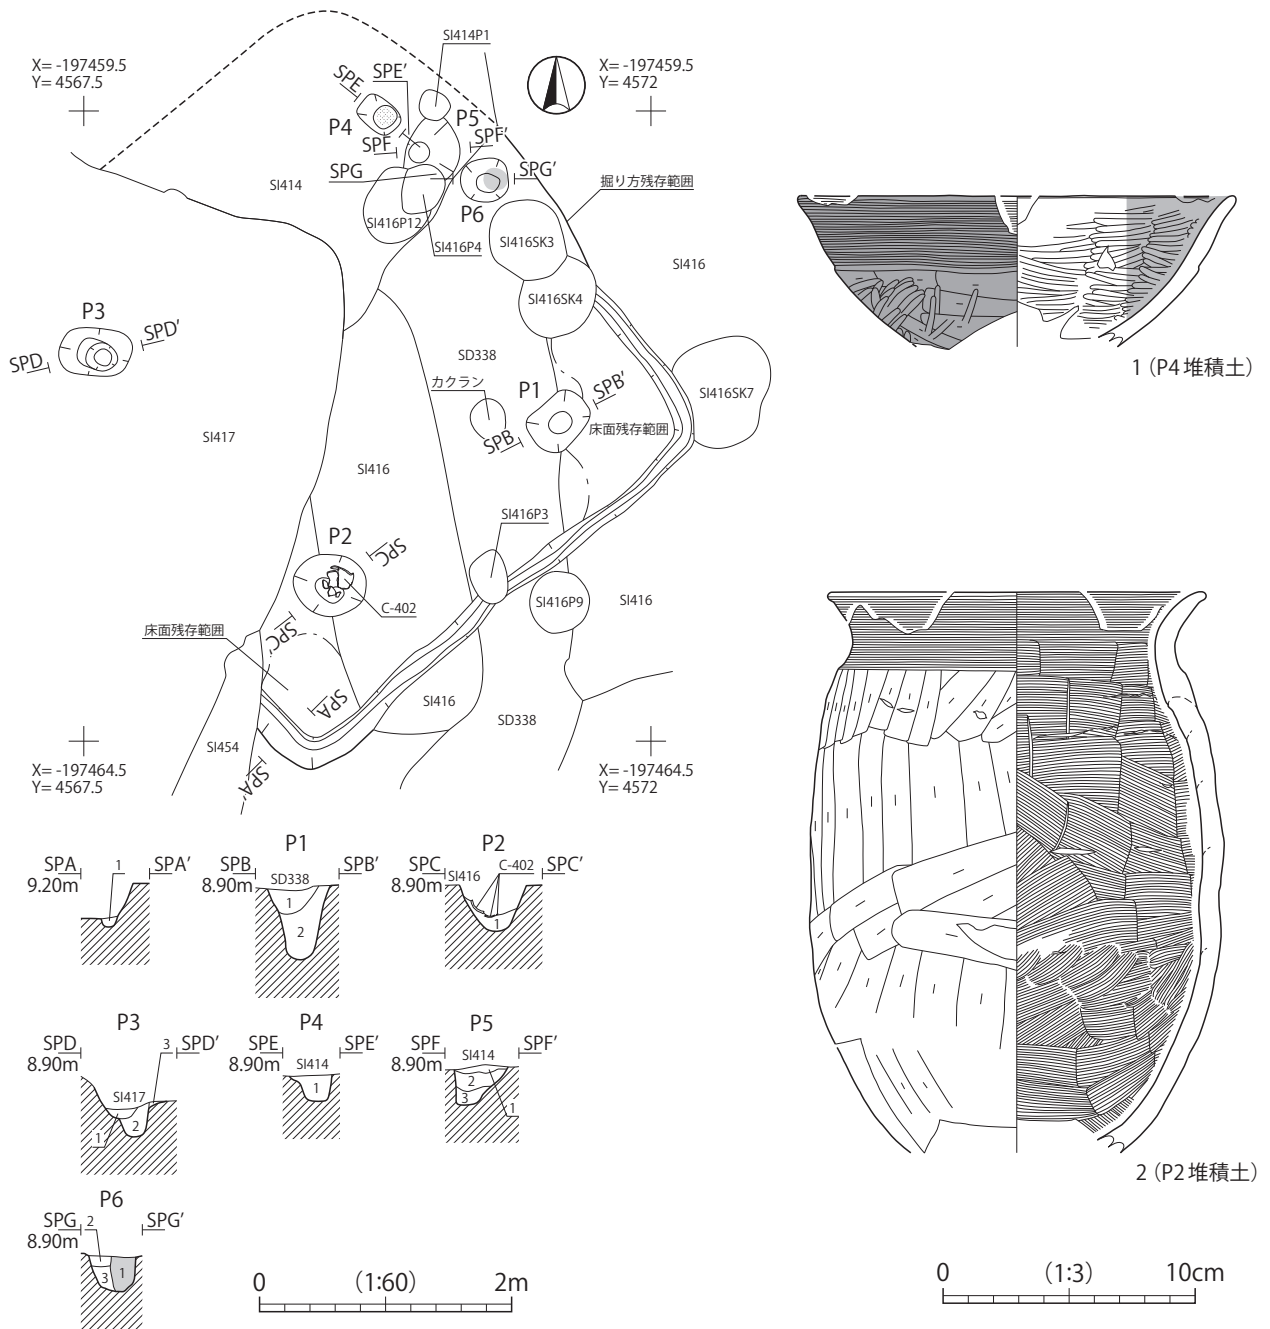 SI414P1
X= -197459.5
Y= 4567.5
X= -197459.5
Y= 4572
SPE
SPE'
P4
P5
SPF
SPF'
SPG
SPG'
P6
SI414
SI416P12
SI416P4
掘り方残存範囲
SI416SK3
SI416
SI416SK4
P3
SPD
SPD'
SD338
カクラン
P1
SPB'
SPB
床面残存範囲
SI416SK7
SI417
SI416
SI416P3
P2
SPC
C-402
SPC'
SI416P9
SI416
床面残存範囲
SPA
SI416
SD338
SI454
SPA'
X= -197464.5
Y= 4567.5
X= -197464.5
Y= 4572
SPA
9.20m
1
SPA'
P1
SPB
8.90m
SPB'
SD338
1
2
P2
SPC
8.90m
SI416
C-402
SPC'
1
P3
SPD
8.90m
3
SPD'
SI417
1
2
P4
SPE
8.90m
SPE'
SI414
1
P5
SPF
8.90m
SPF'
SI414
2
3
1
P6
SPG
8.90m
2
SPG'
3
1
0
(1:60)
2m
1（P4 堆積土）
2（P2 堆積土）
0
(1:3)
10cm